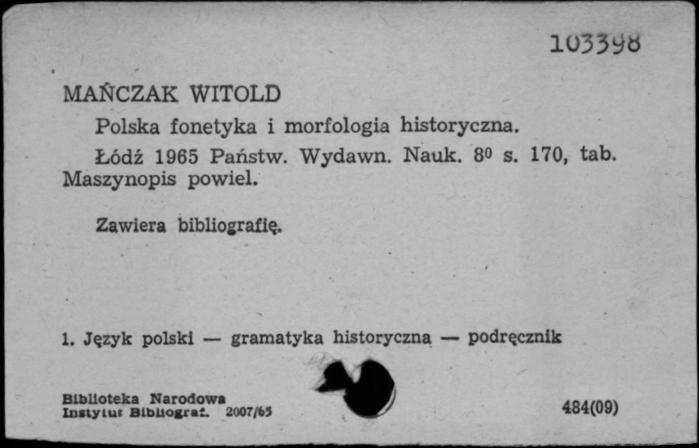 103398
MAŃCZAK WITOLD
Polska fonetyka i morfologia historyczna.
Łódź 1965 Państw. Wydawn. Nauk. 8º s. 170, tab.
Maszynopis powiel.
Zawiera bibliografię.
1. Język polski — gramatyka historyczna — podręcznik
Biblioteka Narodowa
Instytut Bibliograf. 2007/65
484(09)